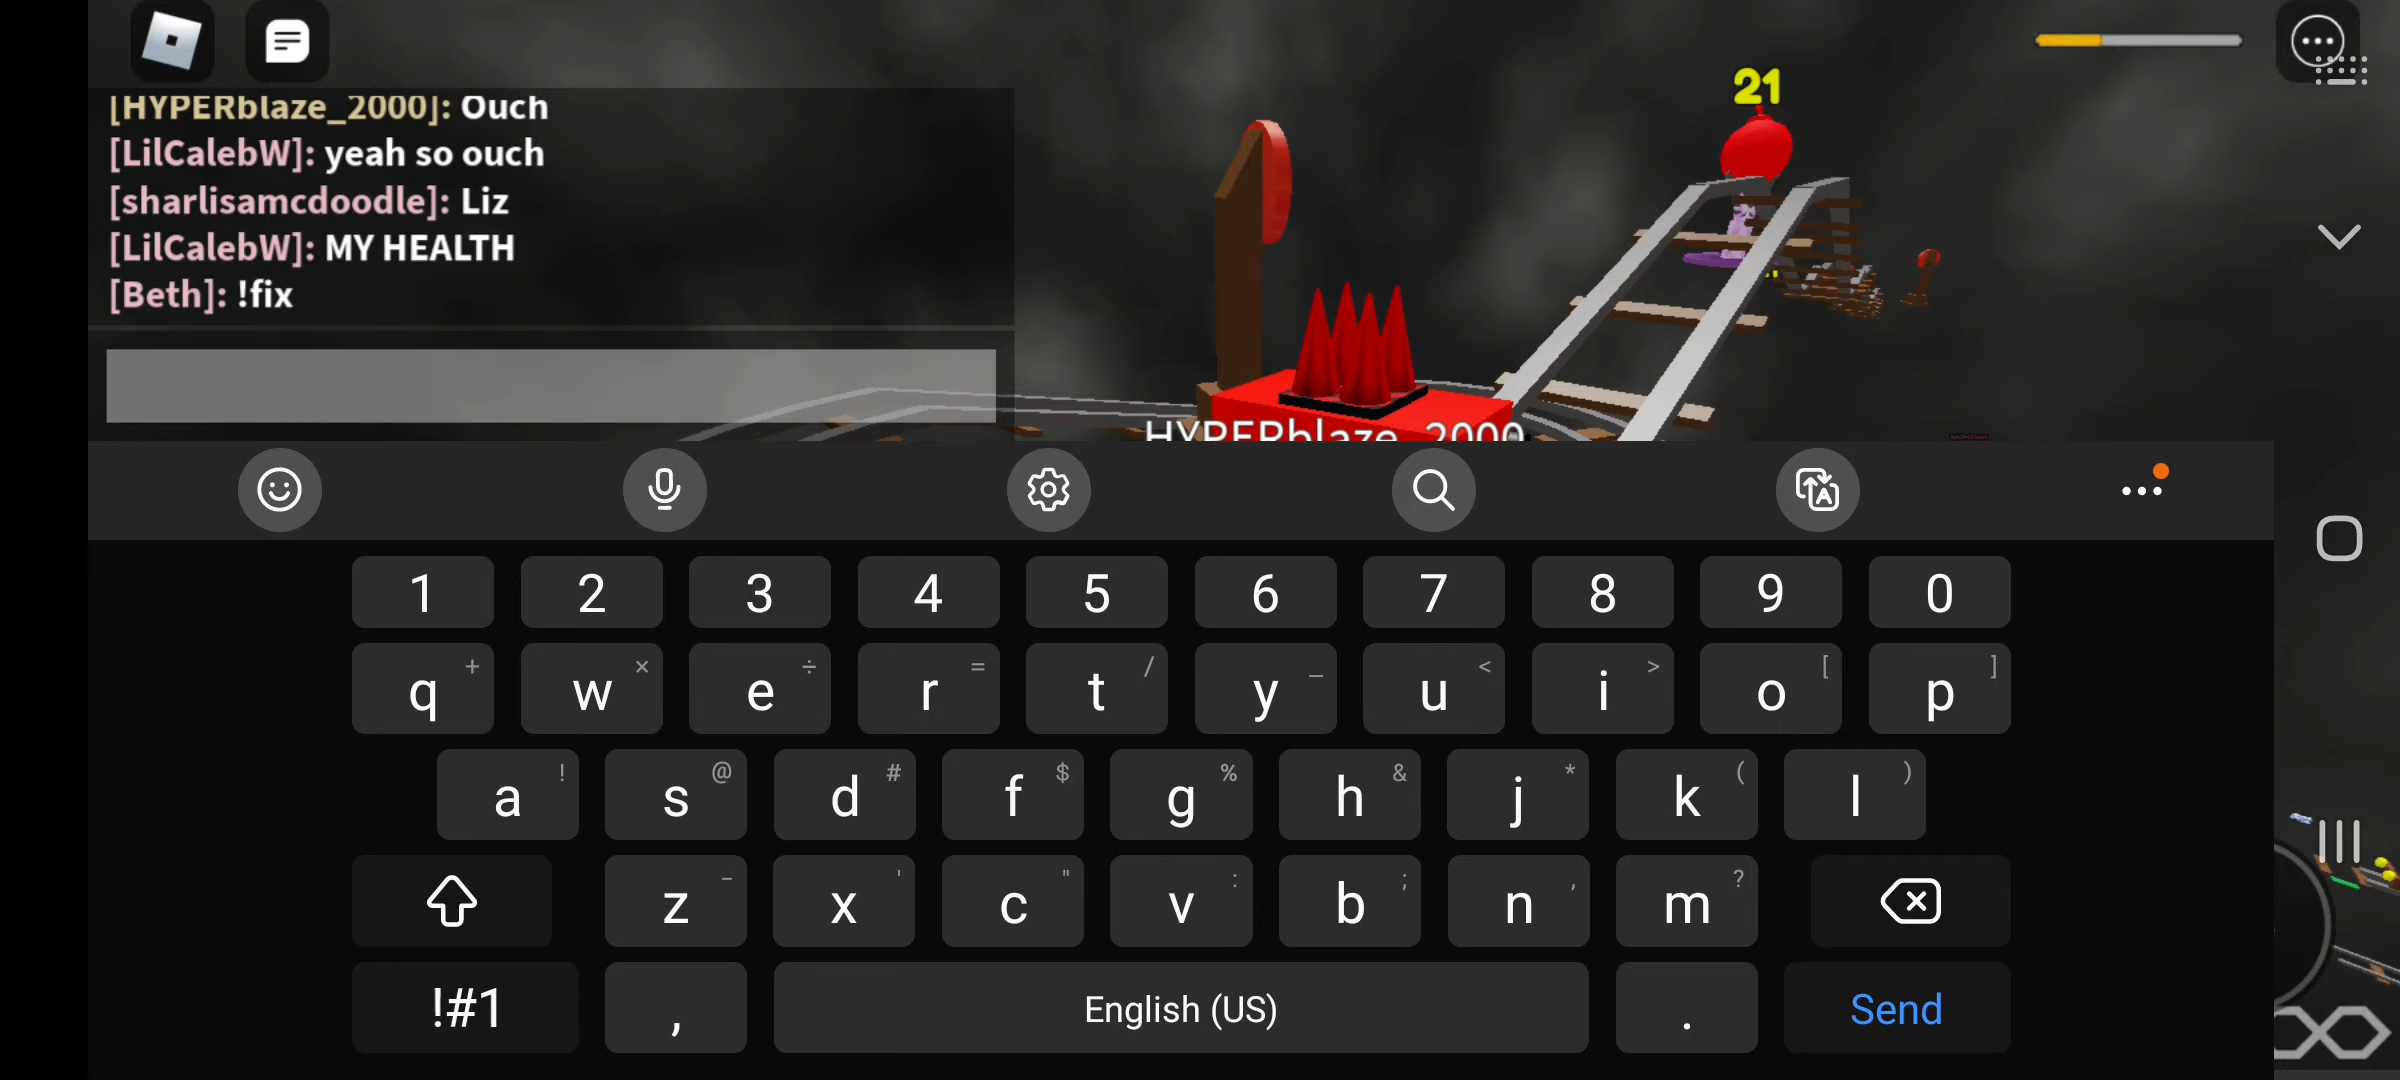 21
[HYPERblaze_2000]: Ouch
[LilCalebW]: yeah so ouch
[sharlisamcdoodle]: Liz
[LilCalebW]: MY HEALTH
[Beth]: !fix
HYPERblaze_2000
1 2 3 4 5 6 7 8 9 0
q + w × e ÷ r = t / y _ u < i > o [ p ]
a ! s @ d # f $ g % h & j * k ( l )
z - x ' c " v : b ; n , m ?
!#1 , English (US) . Send